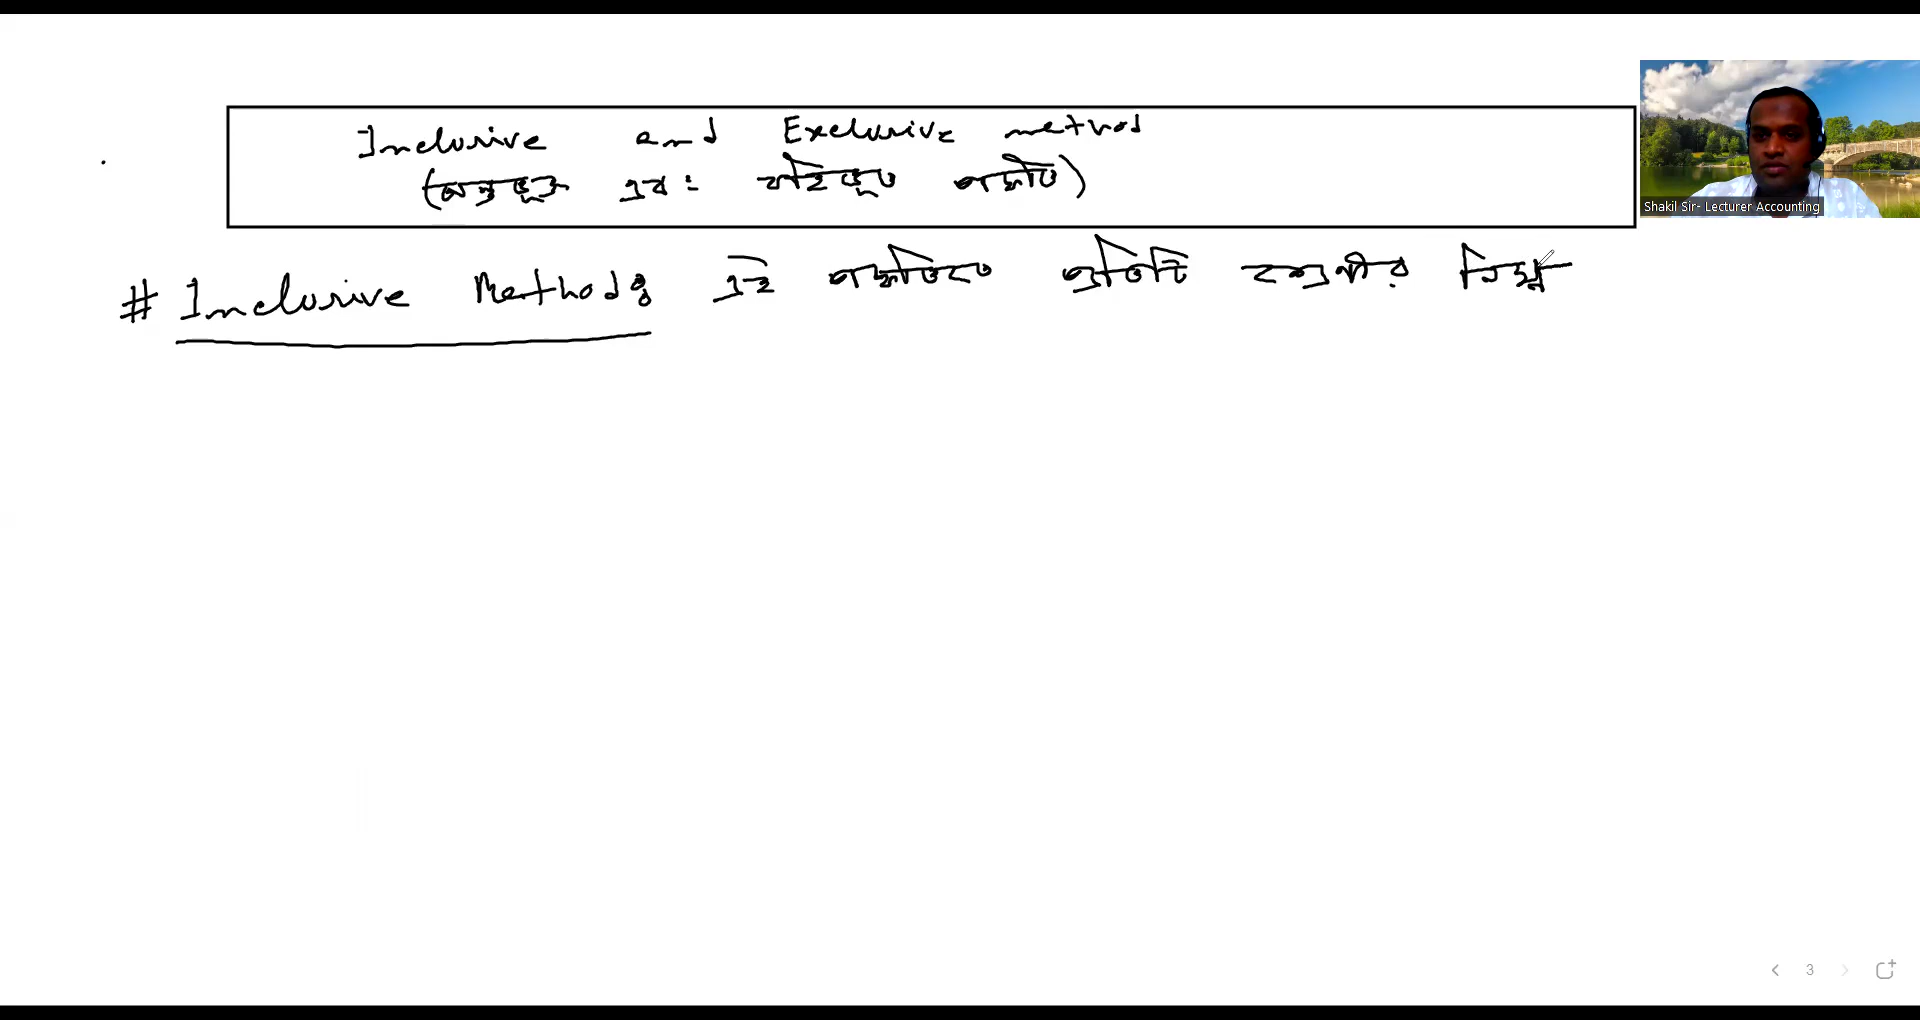 Inclusive and Exclusive method
(অন্তর্ভুক্ত এবং বহির্ভূত পদ্ধতি)
Shakil Sir- Lecturer Accounting
# Inclusive Methodঃ এই পদ্ধতিতে প্রতিটি শ্রেণীর নিম্ন
3